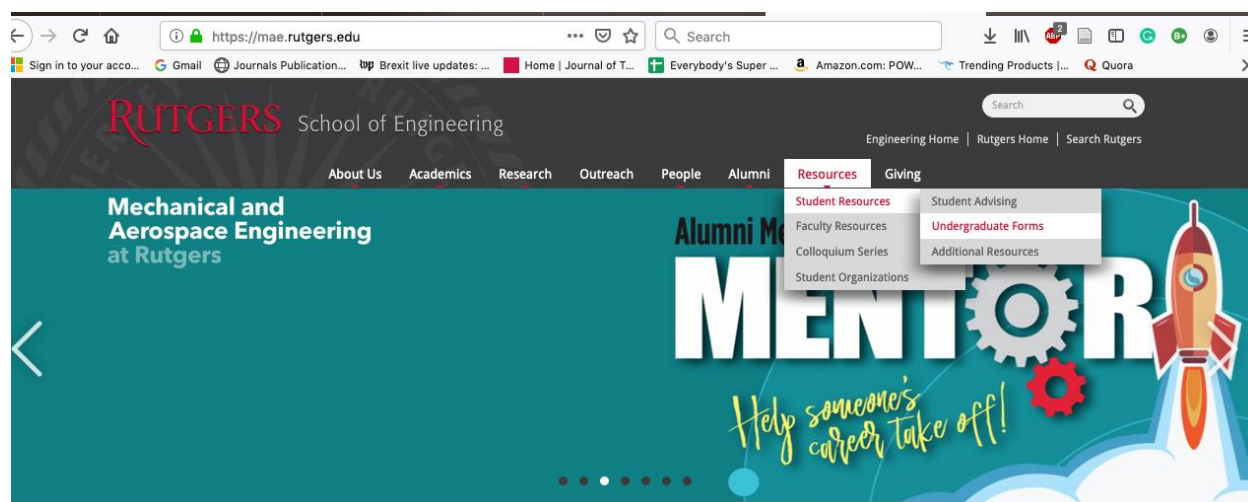 https://mae.rutgers.edu
Search
2
Sign in to your acco... Gmail Journals Publication... Brexit live updates: ... Home | Journal of T... Everybody's Super ... Amazon.com: POW... Trending Products |... Quora
RUTGERS School of Engineering
Search
Engineering Home | Rutgers Home | Search Rutgers
About Us Academics Research Outreach People Alumni Resources Giving
Student Resources Student Advising
Faculty Resources Undergraduate Forms
Colloquium Series Additional Resources
Student Organizations
Mechanical and
Aerospace Engineering
at Rutgers
Alumni Me
MENTOR
Help someone's
career take off!